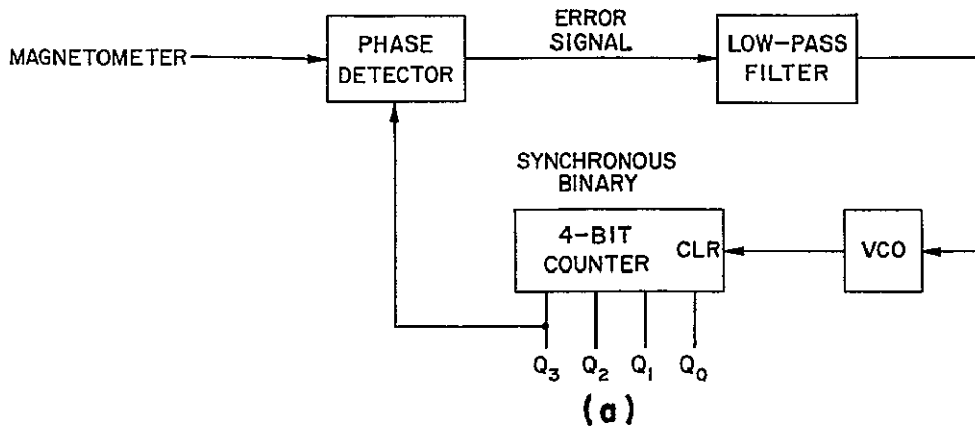 ERROR
SIGNAL
MAGNETOMETER
PHASE
DETECTOR
LOW-PASS
FILTER
SYNCHRONOUS
BINARY
4-BIT
COUNTER
CLR
VCO
Q3 Q2 Q1 Q0
(a)